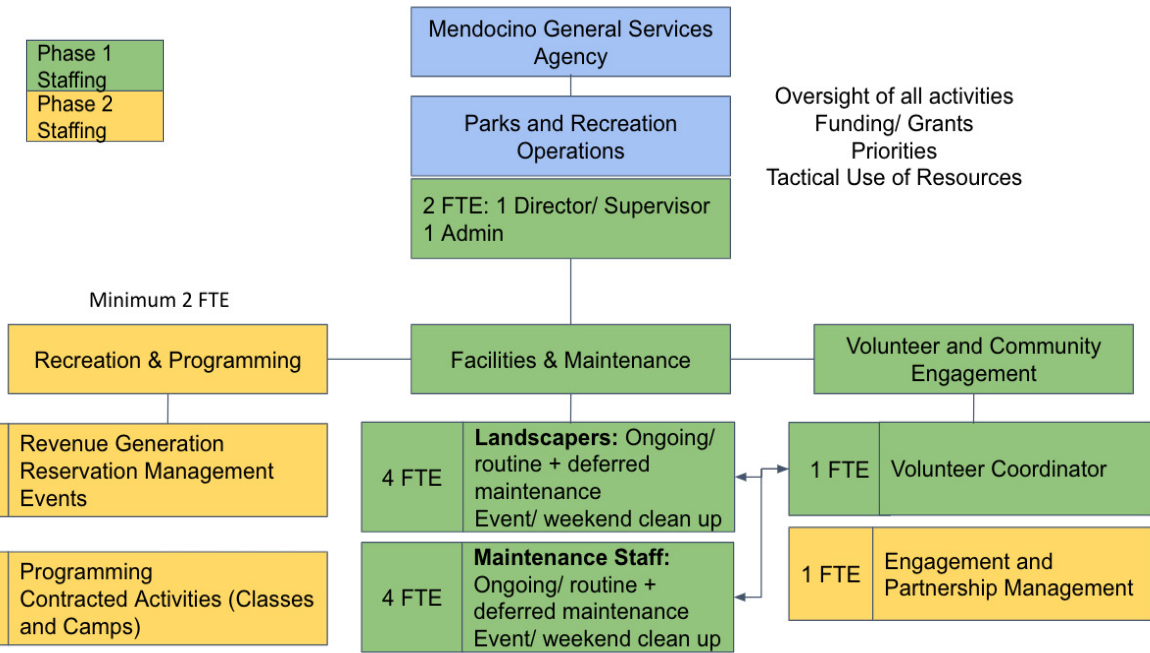 Mendocino General Services
Agency
Phase 1
Staffing
Phase 2
Staffing
Parks and Recreation
Operations
Oversight of all activities
Funding/ Grants
Priorities
Tactical Use of Resources
2 FTE: 1 Director/ Supervisor
1 Admin
Minimum 2 FTE
Recreation & Programming
Facilities & Maintenance
Volunteer and Community
Engagement
Revenue Generation
Reservation Management
Events
Programming
Contracted Activities (Classes
and Camps)
4 FTE
Landscapers: Ongoing/
routine + deferred
maintenance
Event/ weekend clean up
4 FTE
Maintenance Staff:
Ongoing/ routine +
deferred maintenance
Event/ weekend clean up
1 FTE
Volunteer Coordinator
1 FTE
Engagement and
Partnership Management